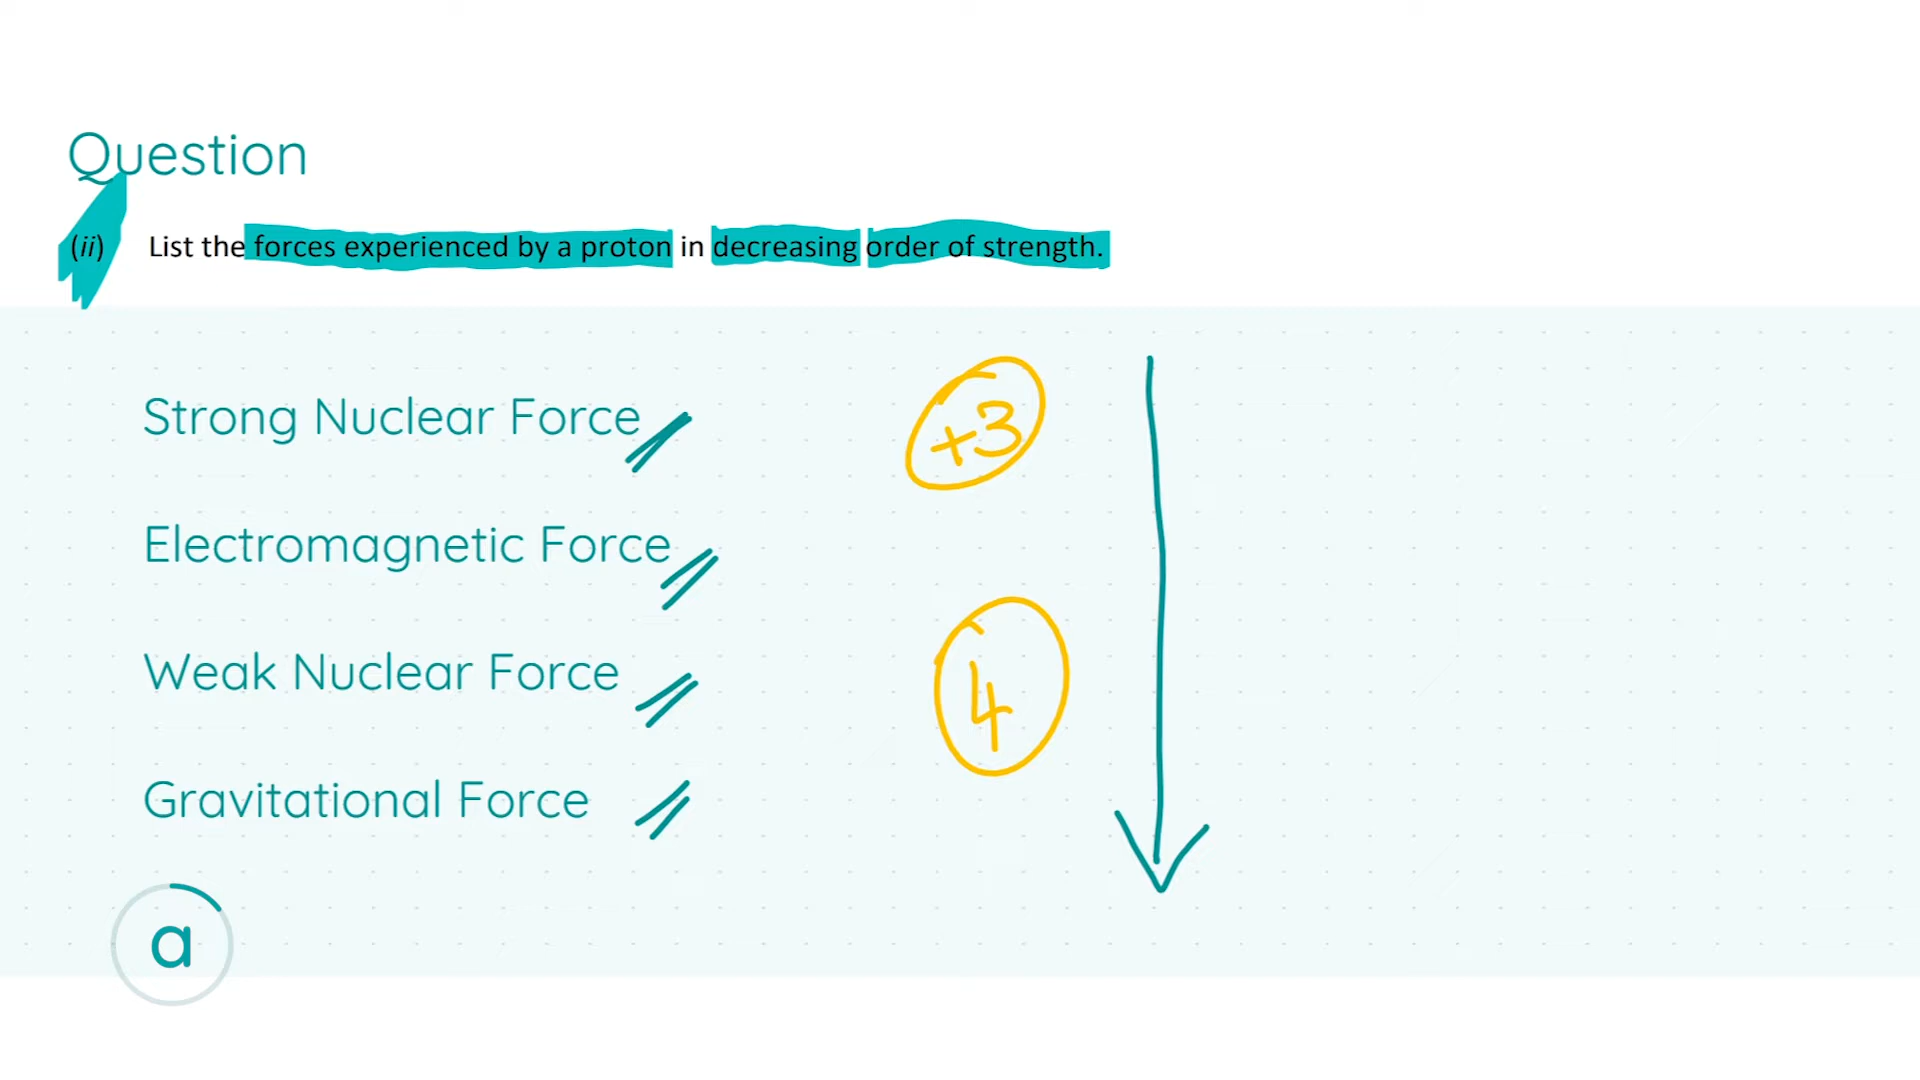 Question
(ii) List the forces experienced by a proton in decreasing order of strength.
Strong Nuclear Force
+3
Electromagnetic Force
Weak Nuclear Force
4
Gravitational Force
a